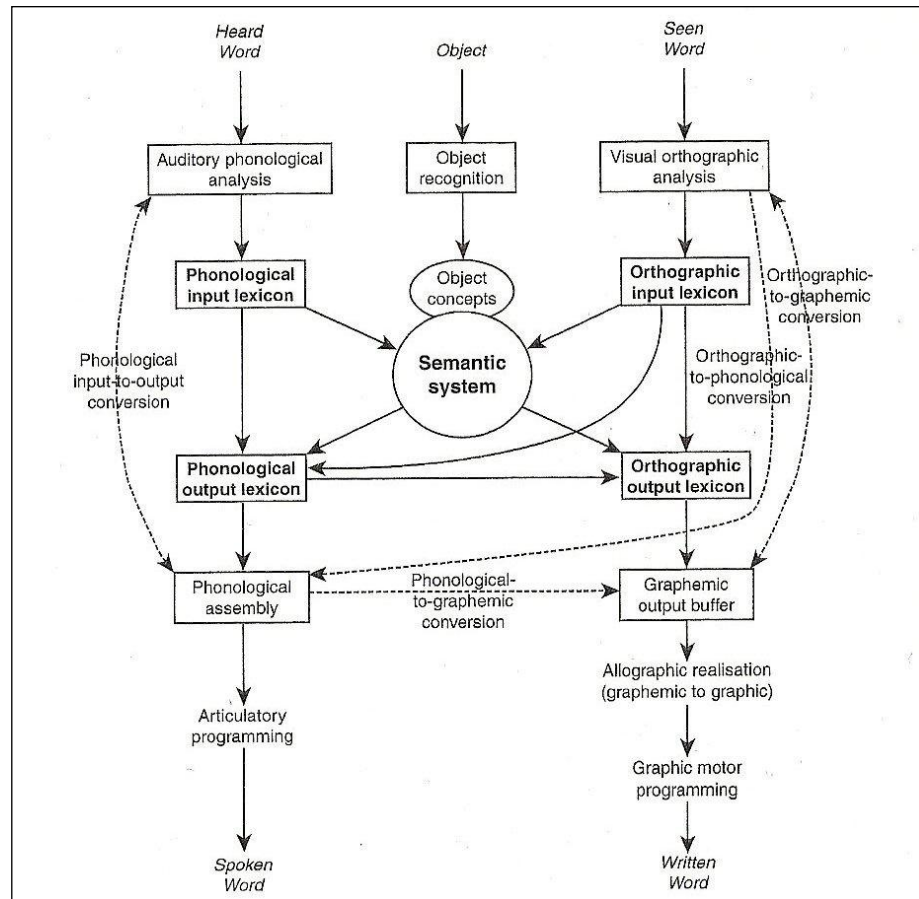 Heard
Word
Object
Seen
Word
Auditory phonological
analysis
Object
recognition
Visual orthographic
analysis
Phonological
input lexicon
Object
concepts
Orthographic
input lexicon
Orthographic-
to-graphemic
conversion
Phonological
input-to-output
conversion
Semantic
system
Orthographic-
to-phonological
conversion
Phonological
output lexicon
Orthographic
output lexicon
Phonological
assembly
Phonological-
to-graphemic
conversion
Graphemic
output buffer
Articulatory
programming
Allographic realisation
(graphemic to graphic)
Graphic motor
programming
Spoken
Word
Written
Word